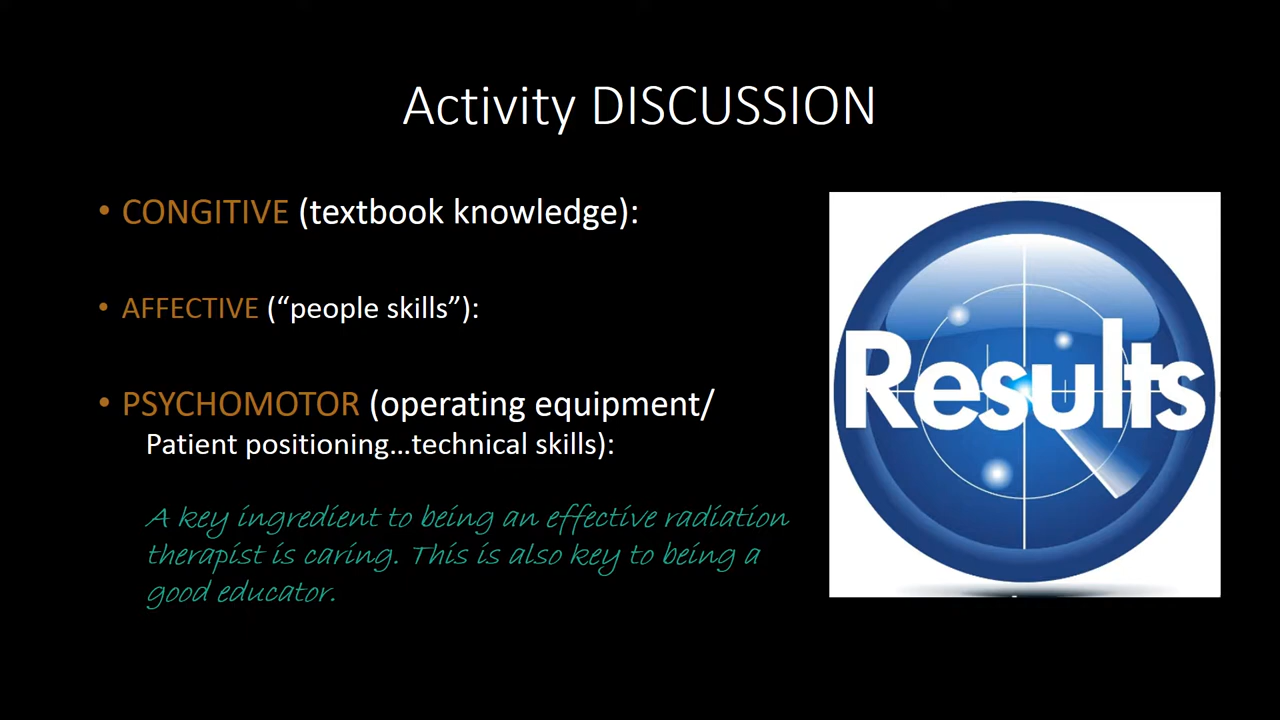 Activity DISCUSSION
• CONGITIVE (textbook knowledge):
• AFFECTIVE (“people skills”):
• PSYCHOMOTOR (operating equipment/
Patient positioning...technical skills):
A key ingredient to being an effective radiation
therapist is caring. This is also key to being a
good educator.
Results